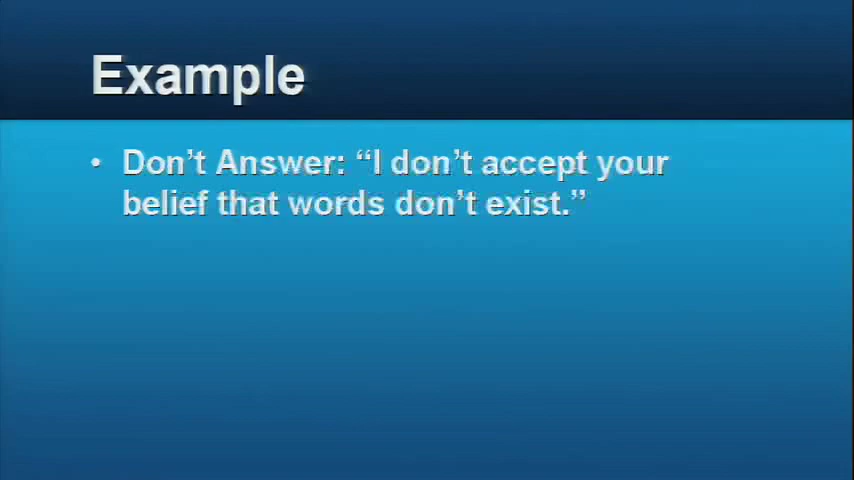 Example
• Don’t Answer: “I don’t accept your
belief that words don’t exist.”